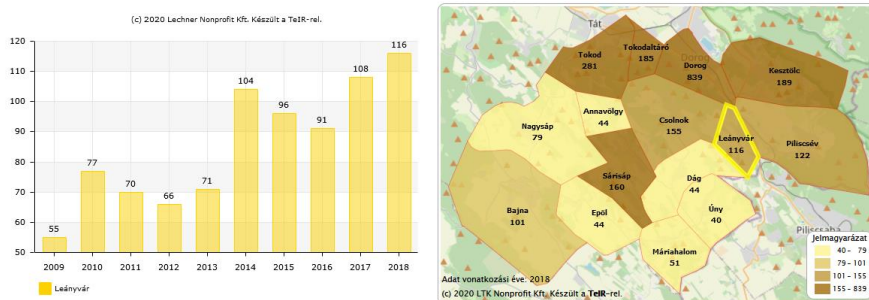 (c) 2020 Lechner Nonprofit Kft. Készült a TeIR-rel.
120
110
100
90
80
70
60
50
55
77
70
66
71
104
96
91
108
116
2009
2010
2011
2012
2013
2014
2015
2016
2017
2018
Leányvár
Tát
Tokod
281
Tokodaltáró
185
Dorog
Dorog
839
Kesztölc
189
Nagysáp
79
Annavölgy
44
Csolnok
155
Leányvár
116
Piliscsév
122
Sárisáp
160
Dág
44
Bajna
101
Epöl
44
Úny
40
Máriahalom
51
Piliscsaba
Jelmagyarázat
40 - 79
79 - 101
101 - 155
155 - 839
Adat vonatkozási éve: 2018
(c) 2020 LTK Nonprofit Kft. Készült a TeIR-rel.